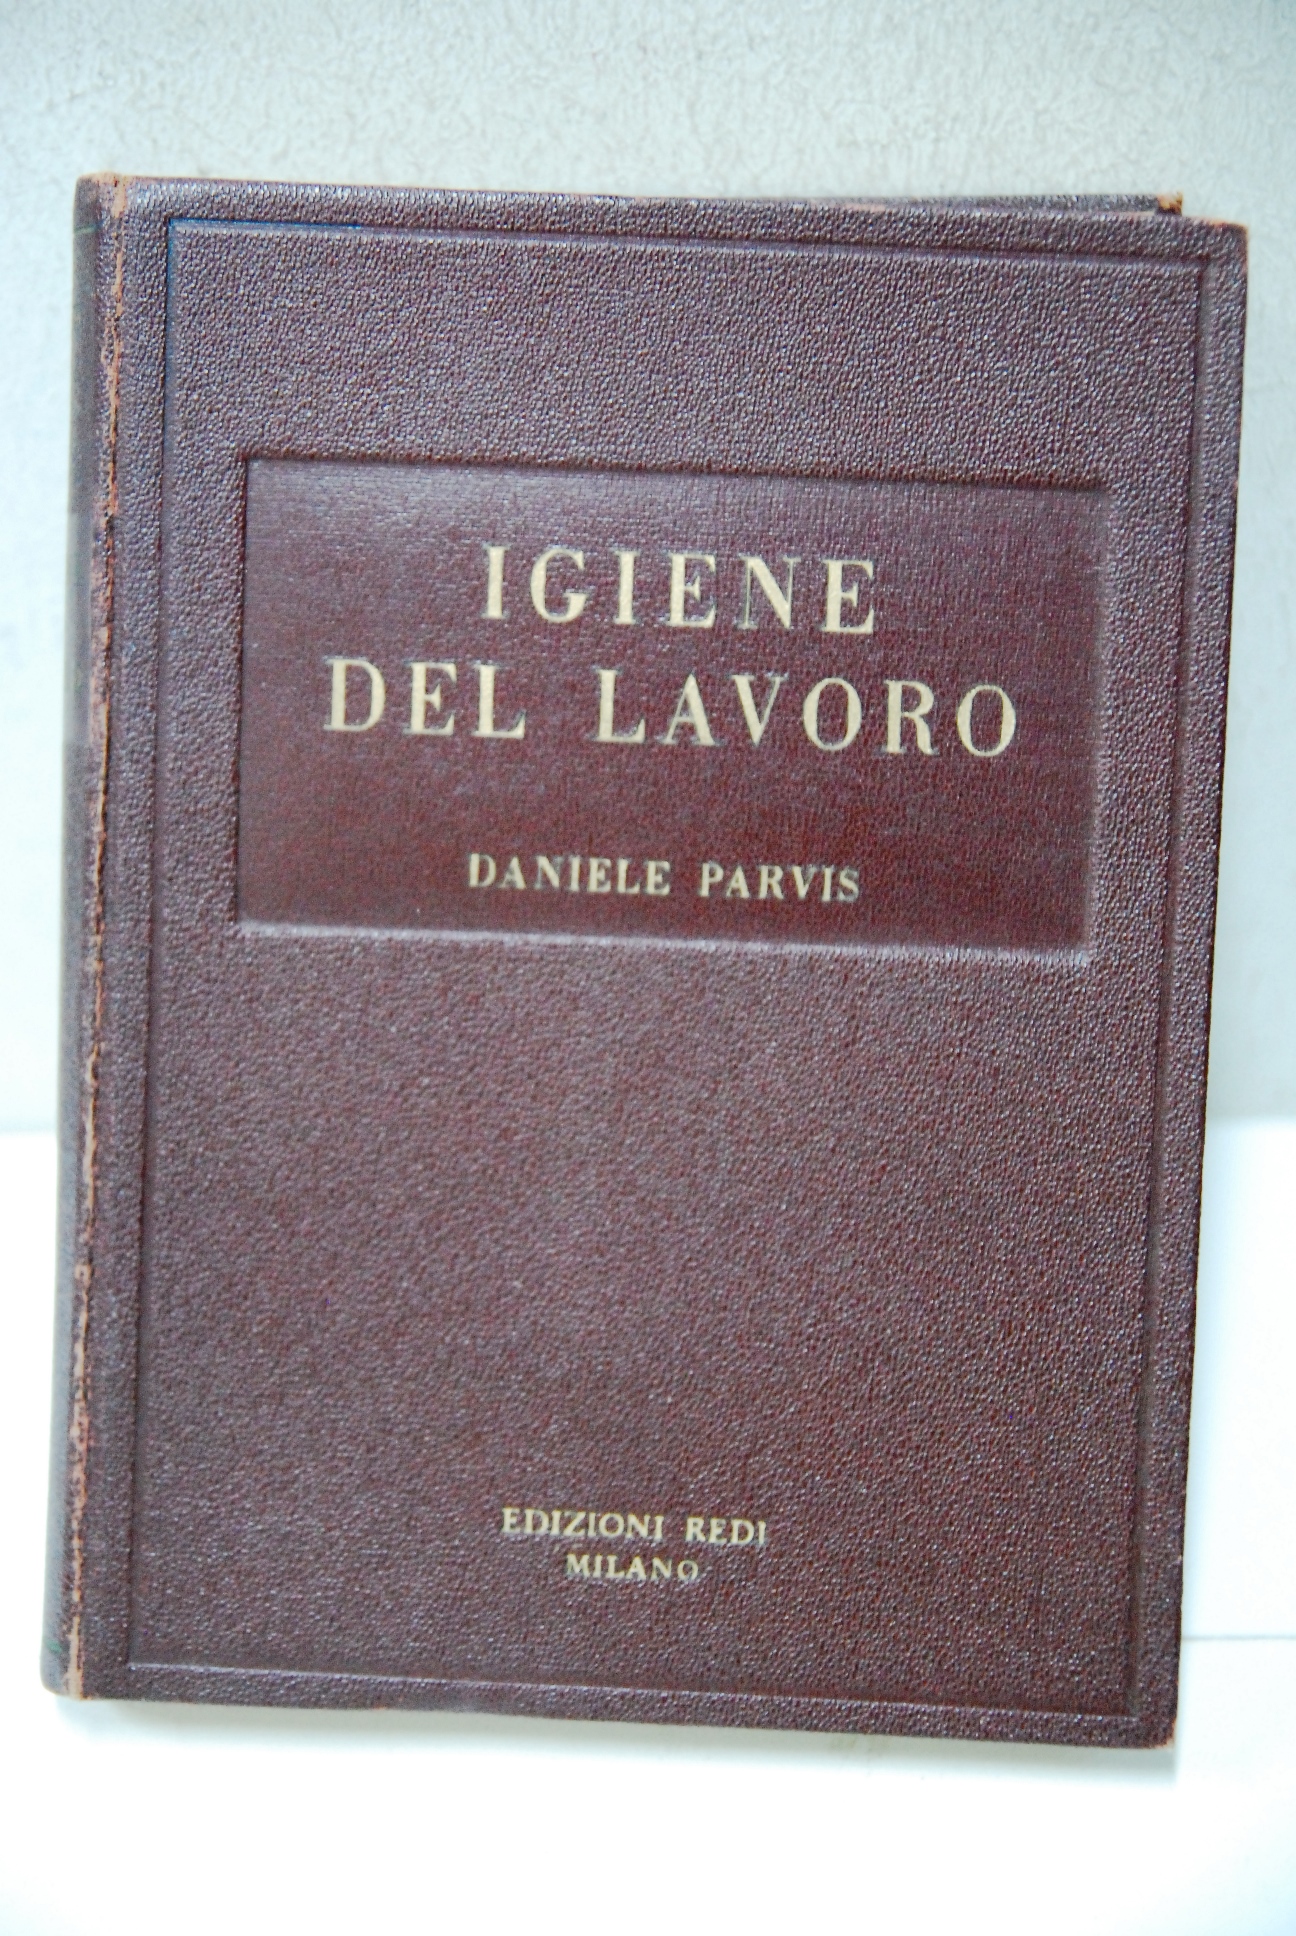 IGIENE
DEL LAVORO
DANIELE PARVIS
EDIZIONI REDI
MILANO